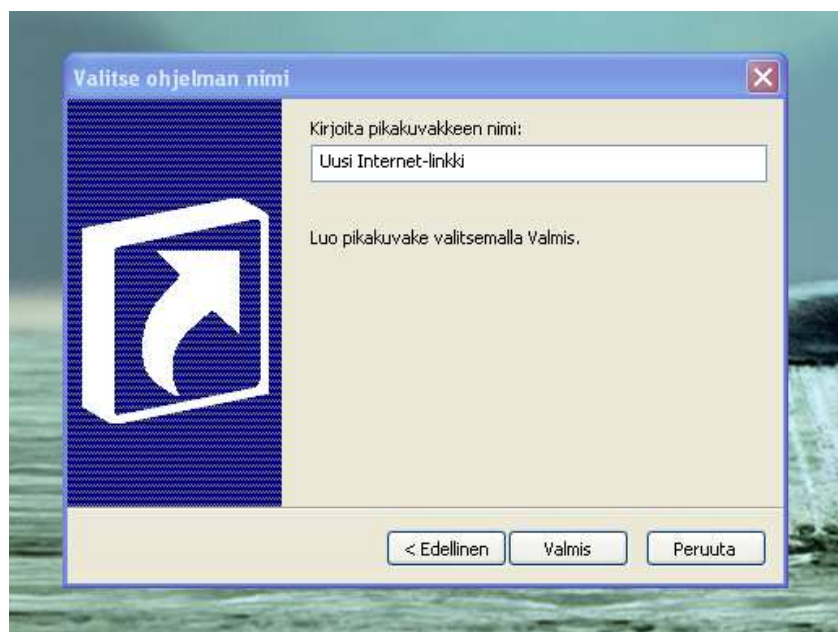 Valitse ohjelman nimi
Kirjoita pikakuvakkeen nimi:
Uusi Internet-linkki
Luo pikakuvake valitsemalla Valmis.
< Edellinen
Valmis
Peruuta